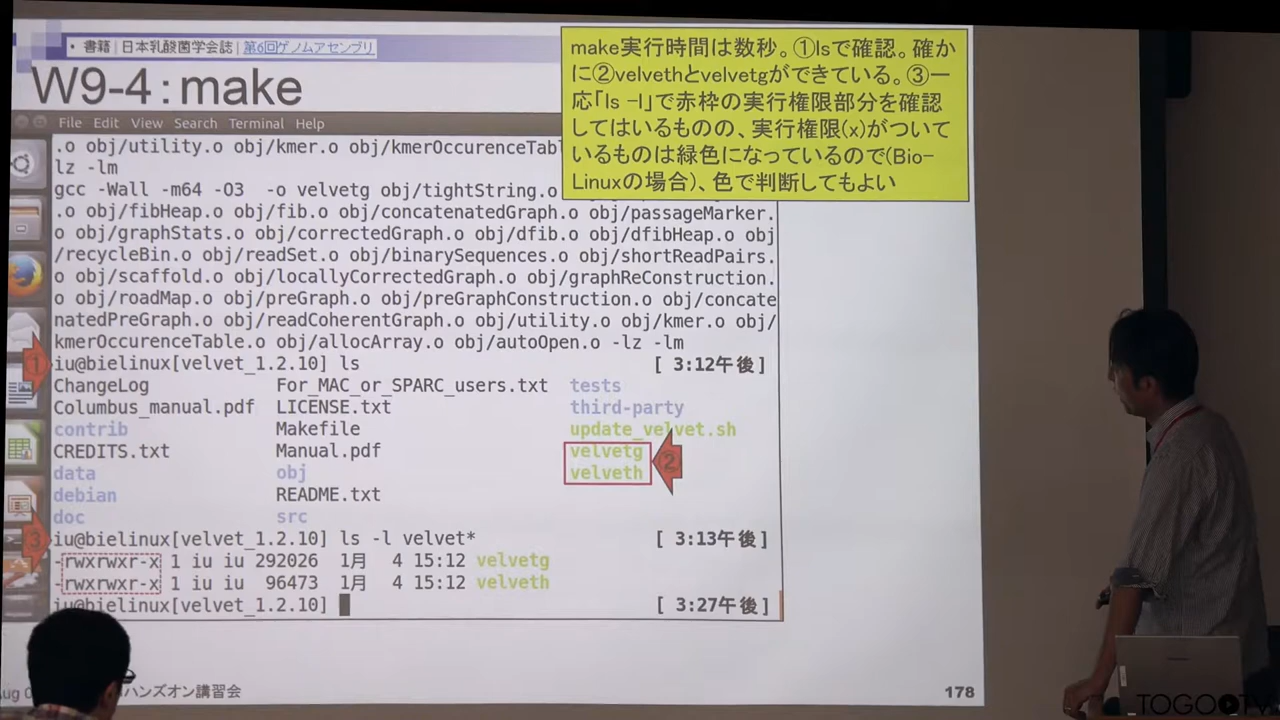 • 書籍 | 日本乳酸菌学会誌 | 第6回ゲノムアセンブリ
W9-4:make
make実行時間は数秒。①lsで確認。確か
に②velvethとvelvetgができている。③一
応「ls -l」で赤枠の実行権限部分を確認
してはいるものの、実行権限(x)がついて
いるものは緑色になっているので(Bio-
Linuxの場合)、色で判断してもよい
File Edit View Search Terminal Help
.o obj/utility.o obj/kmer.o obj/kmerOccurenceTabl
lz -lm
gcc -Wall -m64 -O3 -o velvetg obj/tightString.o
.o obj/fibHeap.o obj/fib.o obj/concatenatedGraph.o obj/passageMarker.
o obj/graphStats.o obj/correctedGraph.o obj/dfib.o obj/dfibHeap.o obj
/recycleBin.o obj/readSet.o obj/binarySequences.o obj/shortReadPairs.
o obj/scaffold.o obj/locallyCorrectedGraph.o obj/graphReConstruction.
o obj/roadMap.o obj/preGraph.o obj/preGraphConstruction.o obj/concate
natedPreGraph.o obj/readCoherentGraph.o obj/utility.o obj/kmer.o obj/
kmerOccurenceTable.o obj/allocArray.o obj/autoOpen.o -lz -lm
① iu@bielinux[velvet_1.2.10] ls [ 3:12午後]
ChangeLog For_MAC_or_SPARC_users.txt tests
Columbus_manual.pdf LICENSE.txt third-party
contrib Makefile update_velvet.sh
CREDITS.txt Manual.pdf velvetg
data obj velveth ②
debian README.txt
doc src
③ iu@bielinux[velvet_1.2.10] ls -l velvet* [ 3:13午後]
-rwxrwxr-x 1 iu iu 292026 1月 4 15:12 velvetg
-rwxrwxr-x 1 iu iu 96473 1月 4 15:12 velveth
iu@bielinux[velvet_1.2.10] [ 3:27午後]
ハンズオン講習会
178
TOGOTV